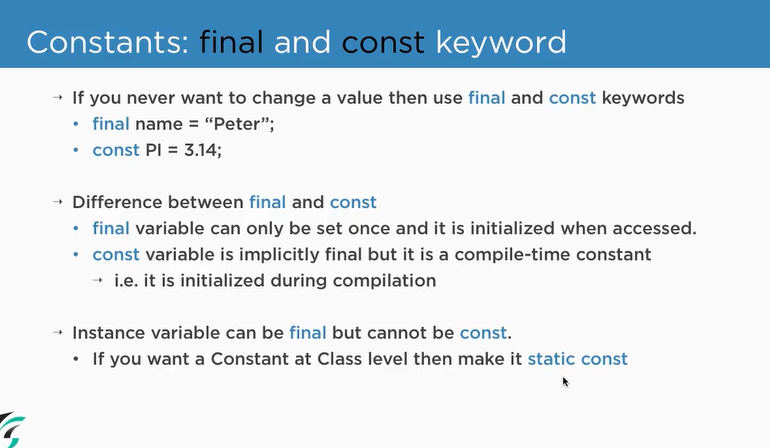 Constants: final and const keyword
→ If you never want to change a value then use final and const keywords
• final name = “Peter”;
• const PI = 3.14;
→ Difference between final and const
• final variable can only be set once and it is initialized when accessed.
• const variable is implicitly final but it is a compile-time constant
→ i.e. it is initialized during compilation
→ Instance variable can be final but cannot be const.
• If you want a Constant at Class level then make it static const